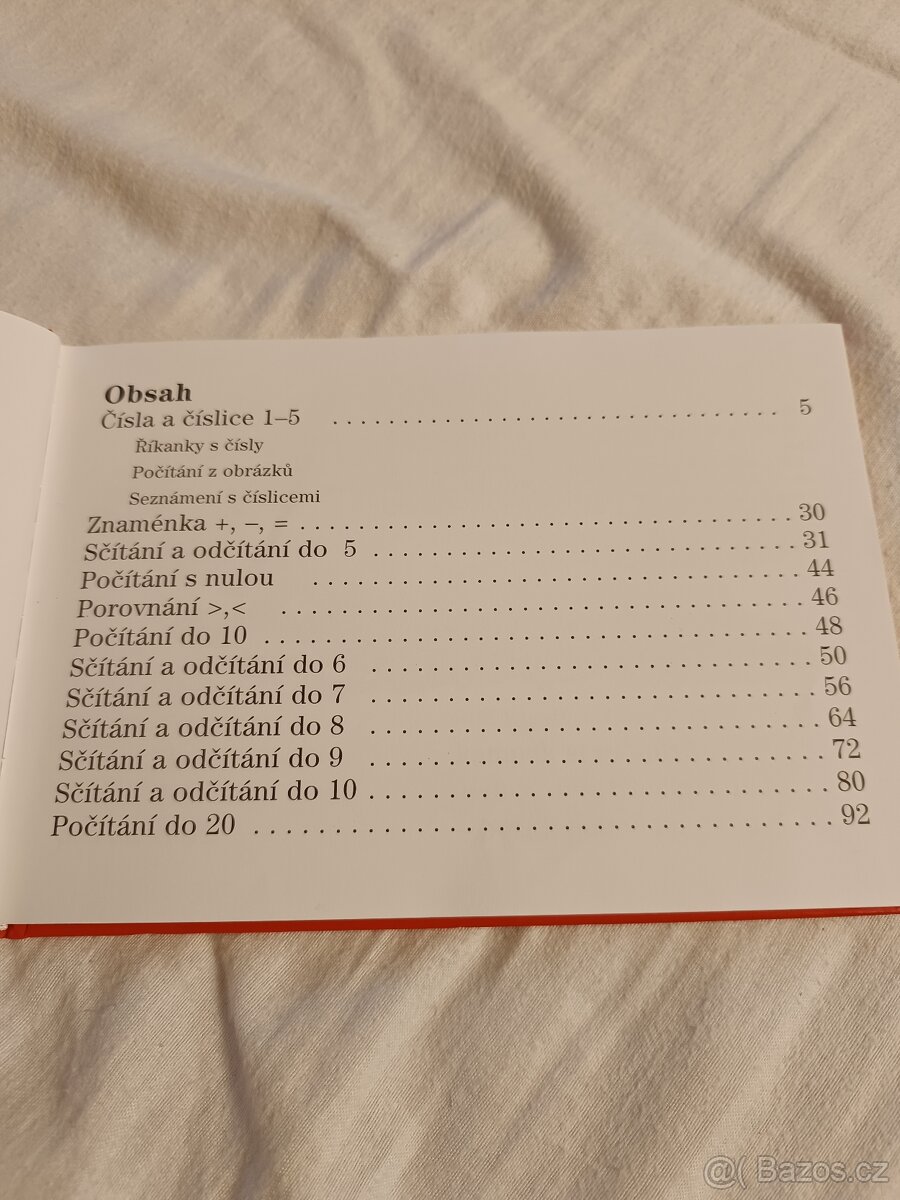 Obsah
Čísla a číslice 1–5 . . . . . . . . . . . . . . . . . . . . . . . . . . . . . . . 5
Říkanky s čísly
Počítání z obrázků
Seznámení s číslicemi
Znaménka +, –, = . . . . . . . . . . . . . . . . . . . . . . . . . . . . . . . . . 30
Sčítání a odčítání do 5 . . . . . . . . . . . . . . . . . . . . . . . . . . . . . 31
Počítání s nulou . . . . . . . . . . . . . . . . . . . . . . . . . . . . . . . . 44
Porovnání >,< . . . . . . . . . . . . . . . . . . . . . . . . . . . . . . . . . . 46
Počítání do 10 . . . . . . . . . . . . . . . . . . . . . . . . . . . . . . . . . . 48
Sčítání a odčítání do 6 . . . . . . . . . . . . . . . . . . . . . . . . . . . . 50
Sčítání a odčítání do 7 . . . . . . . . . . . . . . . . . . . . . . . . . . . . 56
Sčítání a odčítání do 8 . . . . . . . . . . . . . . . . . . . . . . . . . . . . 64
Sčítání a odčítání do 9 . . . . . . . . . . . . . . . . . . . . . . . . . . . . 72
Sčítání a odčítání do 10 . . . . . . . . . . . . . . . . . . . . . . . . . . . . 80
Počítání do 20 . . . . . . . . . . . . . . . . . . . . . . . . . . . . . . . . . . 92
@( Bazos.cz